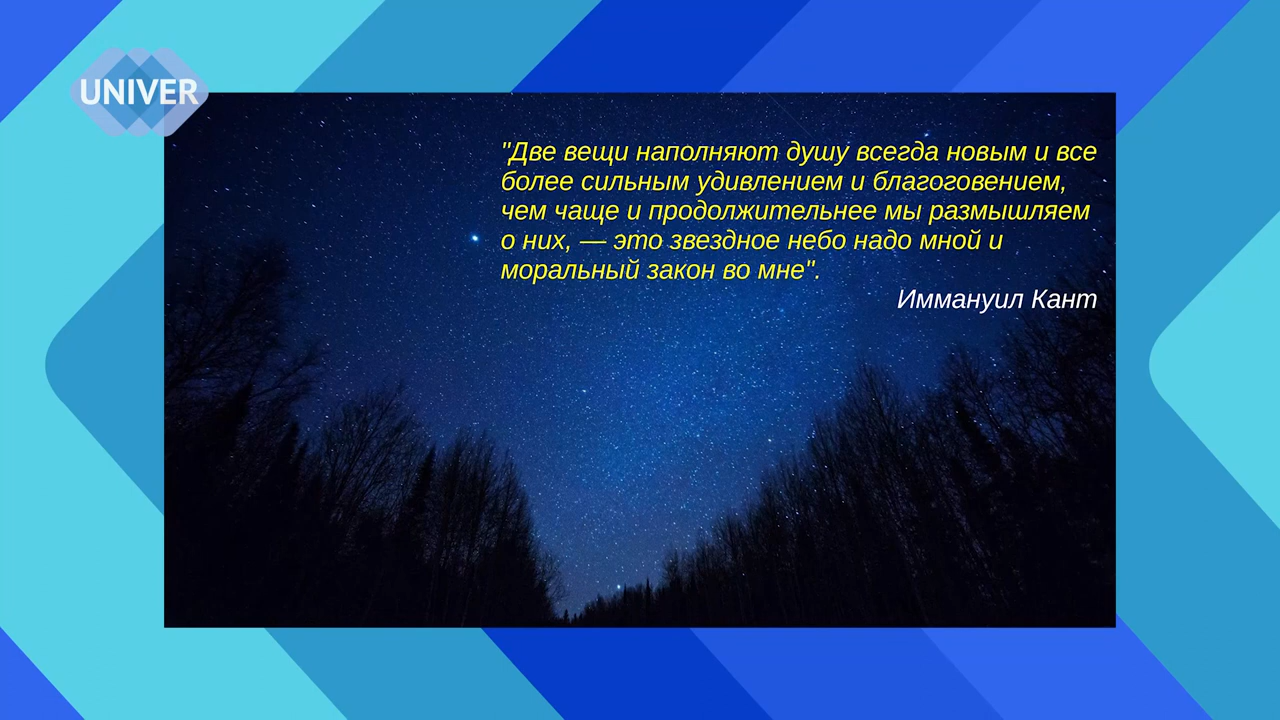 UNIVER
"Две вещи наполняют душу всегда новым и все
более сильным удивлением и благоговением,
чем чаще и продолжительнее мы размышляем
о них, — это звездное небо надо мной и
моральный закон во мне".
Иммануил Кант